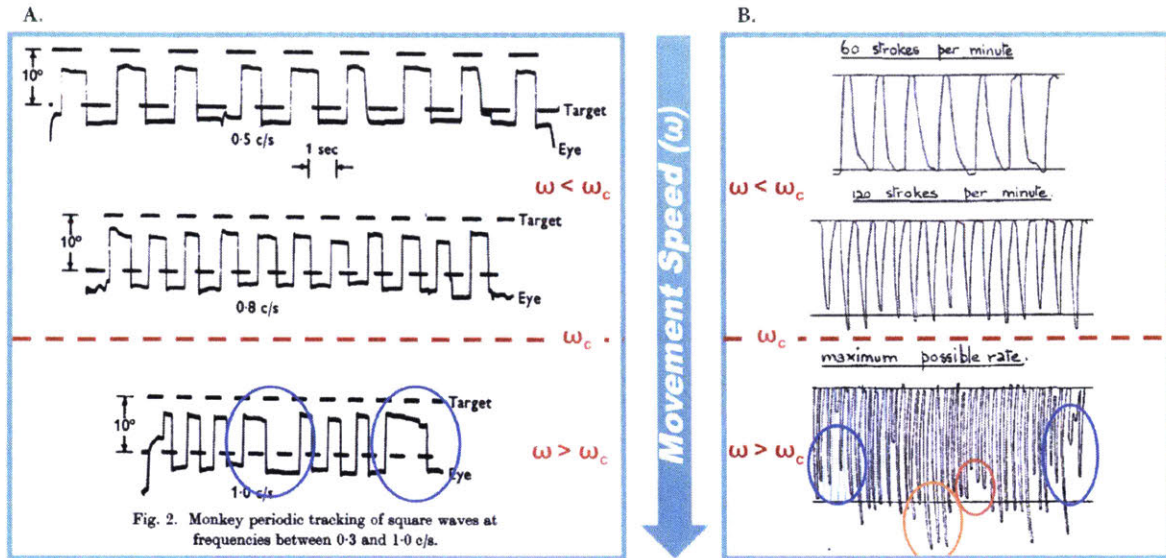 A.
10°
Target
0·5 c/s
Eye
1 sec
ω < ωc
Target
10°
0·8 c/s
Eye
ωc
Target
10°
1·0 c/s
Eye
ω > ωc
Fig. 2. Monkey periodic tracking of square waves at
frequencies between 0·3 and 1·0 c/s.
Movement Speed (ω)
B.
60 strokes per minute
ω < ωc
120 strokes per minute.
ωc
maximum possible rate.
ω > ωc